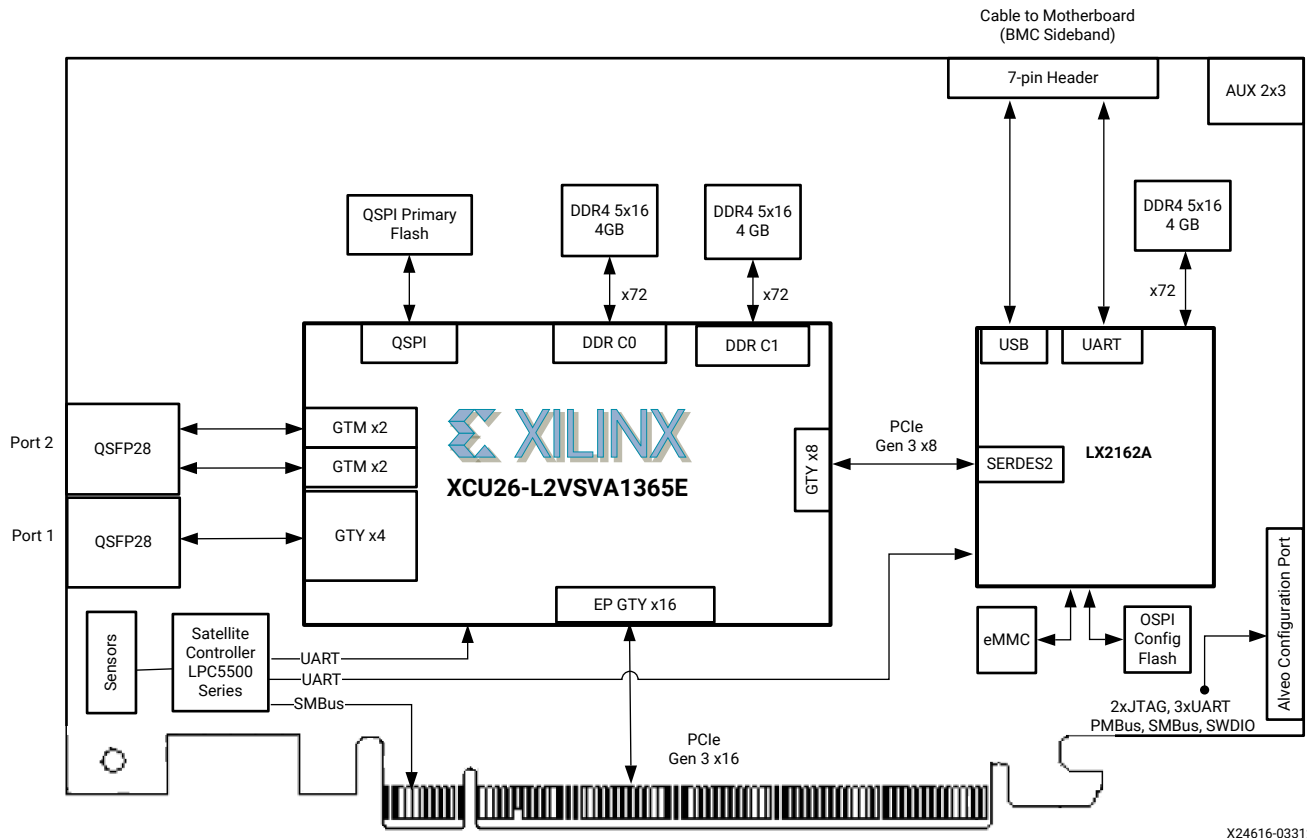 Cable to Motherboard
(BMC Sideband)
7-pin Header
AUX 2x3
QSPI Primary
Flash
DDR4 5x16
4GB
DDR4 5x16
4 GB
DDR4 5x16
4 GB
x72
x72
x72
QSPI
DDR C0
DDR C1
USB
UART
Port 2
QSFP28
GTM x2
GTM x2
XILINX
XCU26-L2VSVA1365E
GTY x8
PCIe
Gen 3 x8
SERDES2
LX2162A
Port 1
QSFP28
GTY x4
EP GTY x16
Sensors
Satellite
Controller
LPC5500
Series
UART
UART
SMBus
eMMC
OSPI
Config
Flash
Alveo Configuration Port
2xJTAG, 3xUART
PMBus, SMBus, SWDIO
PCIe
Gen 3 x16
X24616-0331